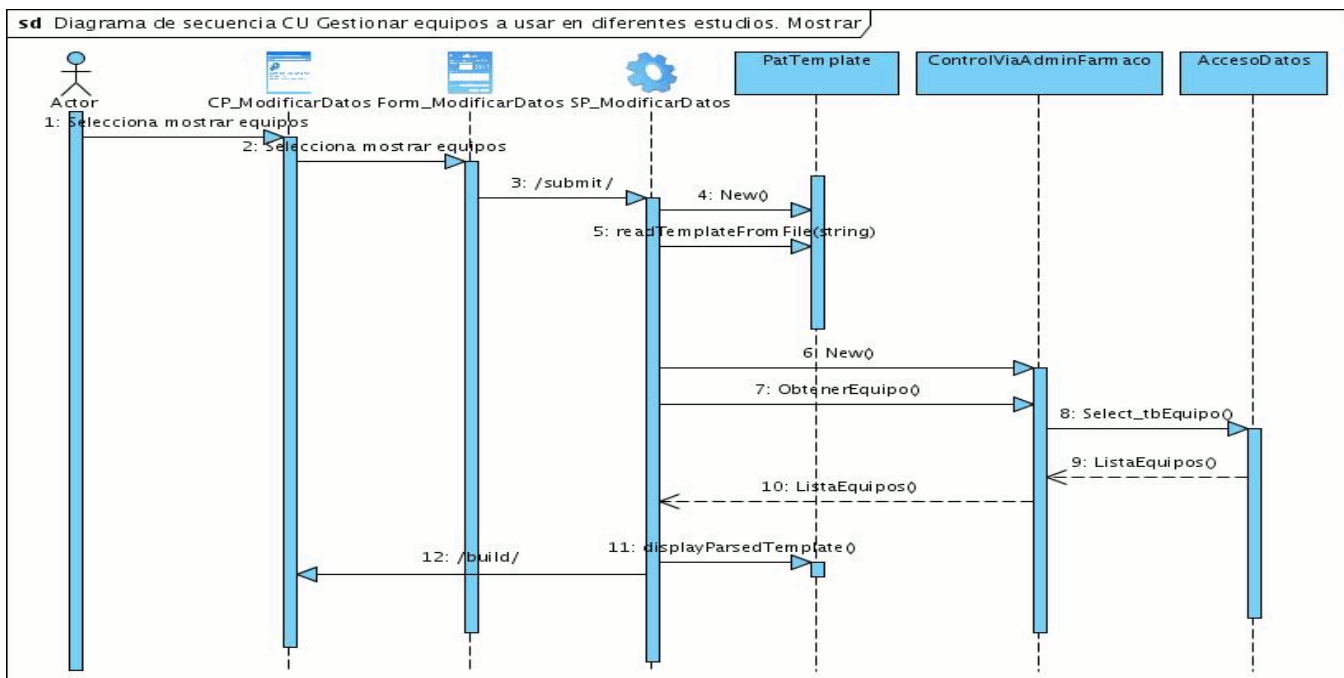 sd Diagrama de secuencia CU Gestionar equipos a usar en diferentes estudios. Mostrar
PatTemplate
ControlViaAdminFarmaco
AccesoDatos
Actor
CP_ModificarDatos
Form_ModificarDatos
SP_ModificarDatos
1: Selecciona mostrar equipos
2: Selecciona mostrar equipos
3: /submit/
4: New()
5: readTemplateFromFile(string)
6: New()
7: ObtenerEquipo()
8: Select_tbEquipo()
9: ListaEquipos()
10: ListaEquipos()
11: displayParsedTemplate()
12: /build/